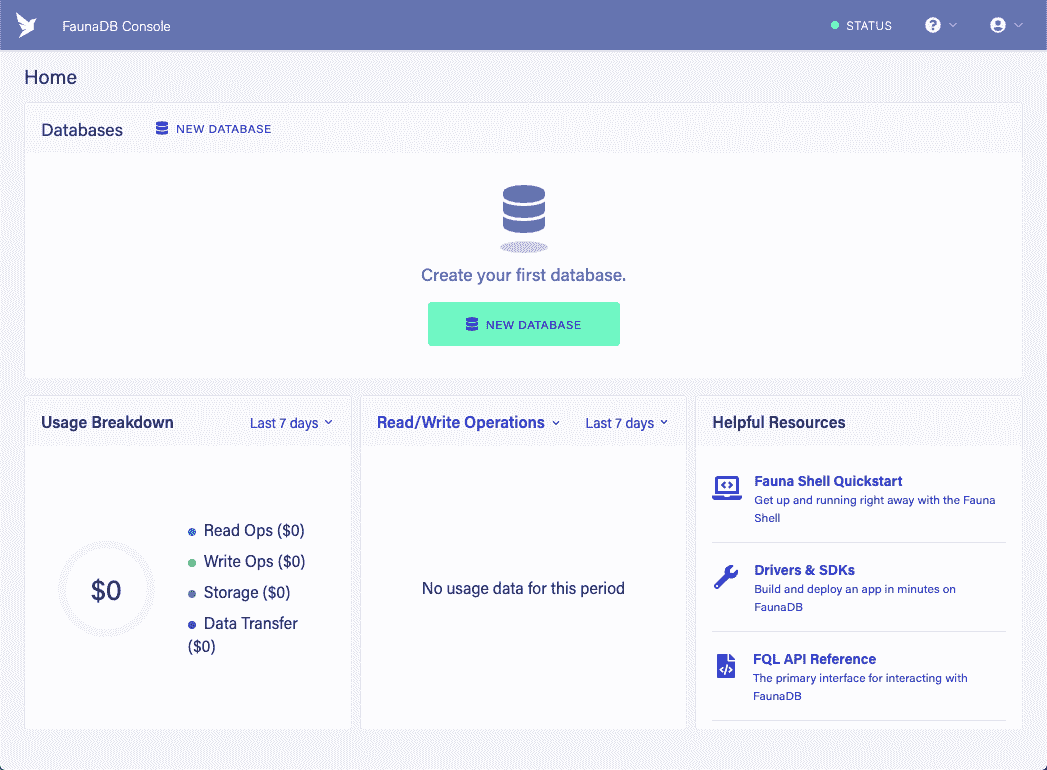 FaunaDB Console
STATUS
Home
Databases
NEW DATABASE
Create your first database.
NEW DATABASE
Usage Breakdown
Last 7 days
$0
Read Ops ($0)
Write Ops ($0)
Storage ($0)
Data Transfer
($0)
Read/Write Operations
Last 7 days
No usage data for this period
Helpful Resources
Fauna Shell Quickstart
Get up and running right away with the Fauna
Shell
Drivers & SDKs
Build and deploy an app in minutes on
FaunaDB
FQL API Reference
The primary interface for interacting with
FaunaDB